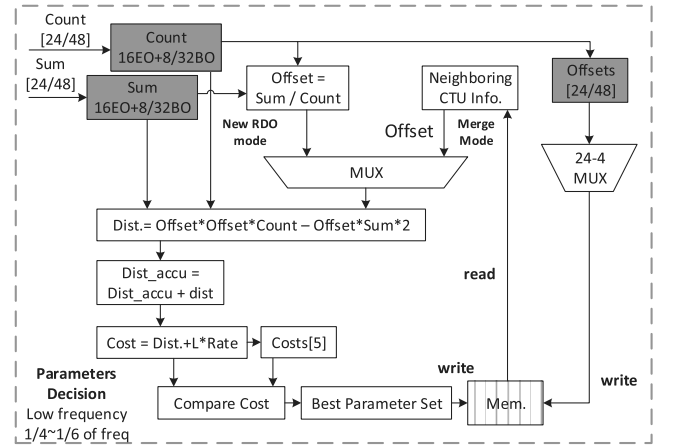 Count
[24/48]
Count
16EO+8/32BO
Sum
[24/48]
Sum
16EO+8/32BO
Offset =
Sum / Count
Neighboring
CTU Info.
Offsets
[24/48]
New RDO
mode
Offset
Merge
Mode
MUX
24-4
MUX
Dist.= Offset*Offset*Count – Offset*Sum*2
Dist_accu =
Dist_accu + dist
read
Cost = Dist.+L*Rate
Costs[5]
Parameters
Decision
Low frequency
1/4~1/6 of freq
Compare Cost
Best Parameter Set
write
Mem.
write